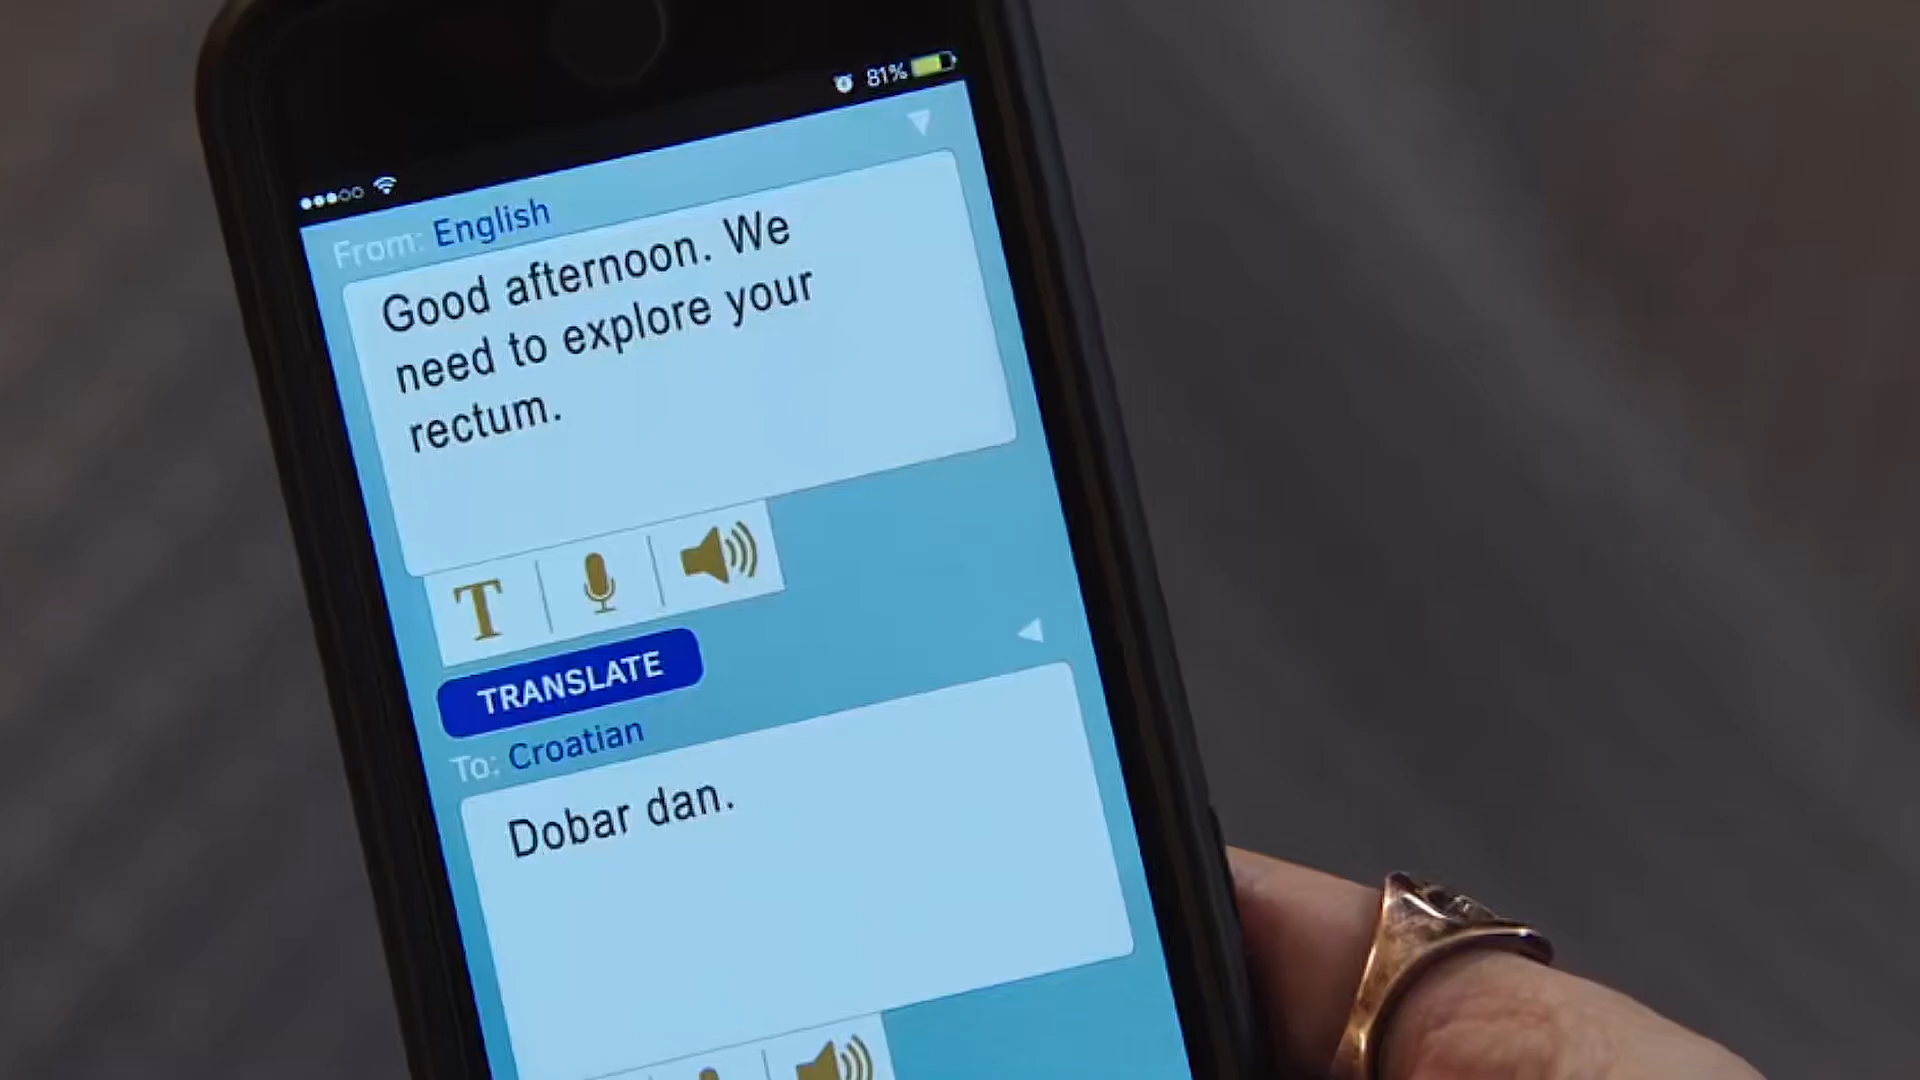 81%
From: English
Good afternoon. We
need to explore your
rectum.
T
TRANSLATE
To: Croatian
Dobar dan.